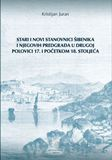 Kristijan Juran
STARI I NOVI STANOVNICI ŠIBENIKA
I NJEGOVIH PREDGRAĐA U DRUGOJ
POLOVICI 17. I POČETKOM 18. STOLJEĆA